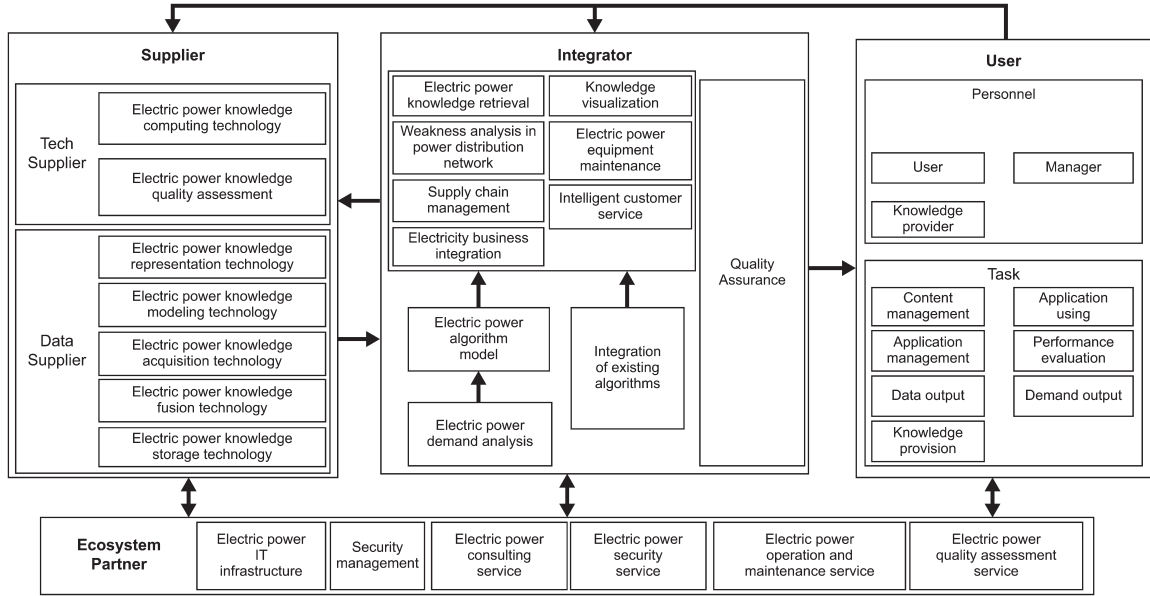 Supplier
Tech
Supplier
Electric power knowledge
computing technology
Electric power knowledge
quality assessment
Data
Supplier
Electric power knowledge
representation technology
Electric power knowledge
modeling technology
Electric power knowledge
acquisition technology
Electric power knowledge
fusion technology
Electric power knowledge
storage technology
Integrator
Electric power
knowledge retrieval
Knowledge
visualization
Weakness analysis in
power distribution
network
Electric power
equipment
maintenance
Supply chain
management
Intelligent customer
service
Electricity business
integration
Electric power
algorithm
model
Integration
of existing
algorithms
Electric power
demand analysis
Quality
Assurance
User
Personnel
User
Manager
Knowledge
provider
Task
Content
management
Application
using
Application
management
Performance
evaluation
Data output
Demand output
Knowledge
provision
Ecosystem
Partner
Electric power
IT
infrastructure
Security
management
Electric power
consulting
service
Electric power
security
service
Electric power
operation and
maintenance service
Electric power
quality assessment
service